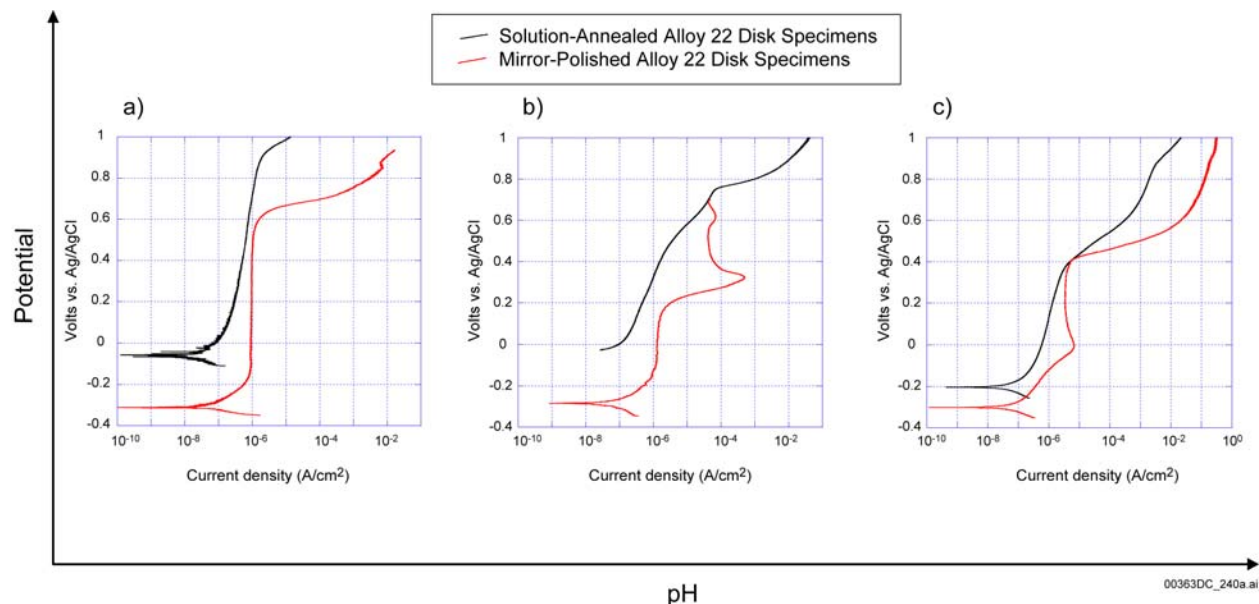 Solution-Annealed Alloy 22 Disk Specimens
Mirror-Polished Alloy 22 Disk Specimens
a)
b)
c)
Potential
Volts vs. Ag/AgCl
1
0.8
0.6
0.4
0.2
0
-0.2
-0.4
10-10 10-8 10-6 10-4 10-2
Current density (A/cm2)
Volts vs. Ag/AgCl
1
0.8
0.6
0.4
0.2
0
-0.2
-0.4
10-10 10-8 10-6 10-4 10-2
Current density (A/cm2)
Volts vs. Ag/AgCl
1
0.8
0.6
0.4
0.2
0
-0.2
-0.4
10-10 10-8 10-6 10-4 10-2 100
Current density (A/cm2)
pH
00363DC_240a.ai